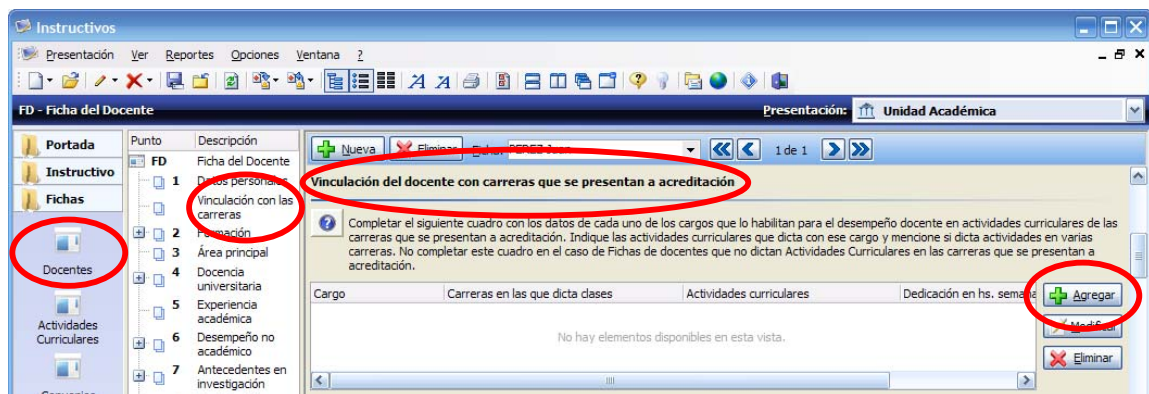 Instructivos
Presentación Ver Reportes Opciones Ventana ?
FD - Ficha del Docente
Presentación: Unidad Académica
Portada
Instructivo
Fichas
Docentes
Actividades
Curriculares
Punto Descripción
FD Ficha del Docente
1 Datos personales
Vinculación con las
carreras
2 Formación
3 Área principal
4 Docencia
universitaria
5 Experiencia
académica
6 Desempeño no
académico
7 Antecedentes en
investigación
Nueva Eliminar Ficha: PEREZ Juan 1 de 1
Vinculación del docente con carreras que se presentan a acreditación
Completar el siguiente cuadro con los datos de cada uno de los cargos que lo habilitan para el desempeño docente en actividades curriculares de las
carreras que se presentan a acreditación. Indique las actividades curriculares que dicta con ese cargo y mencione si dicta actividades en varias
carreras. No completar este cuadro en el caso de Fichas de docentes que no dictan Actividades Curriculares en las carreras que se presentan a
acreditación.
Cargo Carreras en las que dicta clases Actividades curriculares Dedicación en hs.
No hay elementos disponibles en esta vista.
Agregar
Modificar
Eliminar